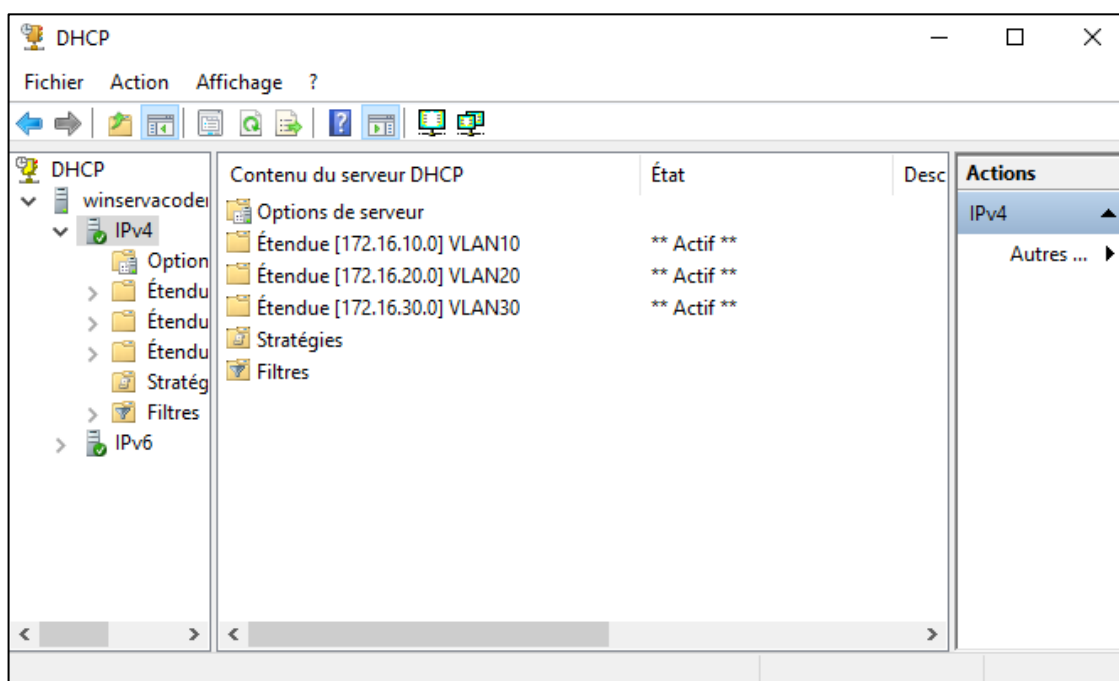 DHCP
Fichier Action Affichage ?
DHCP
winservacoder
IPv4
Option
Étendu
Étendu
Étendu
Stratég
Filtres
IPv6
Contenu du serveur DHCP État Desc
Options de serveur
Étendue [172.16.10.0] VLAN10 ** Actif **
Étendue [172.16.20.0] VLAN20 ** Actif **
Étendue [172.16.30.0] VLAN30 ** Actif **
Stratégies
Filtres
Actions
IPv4
Autres ...